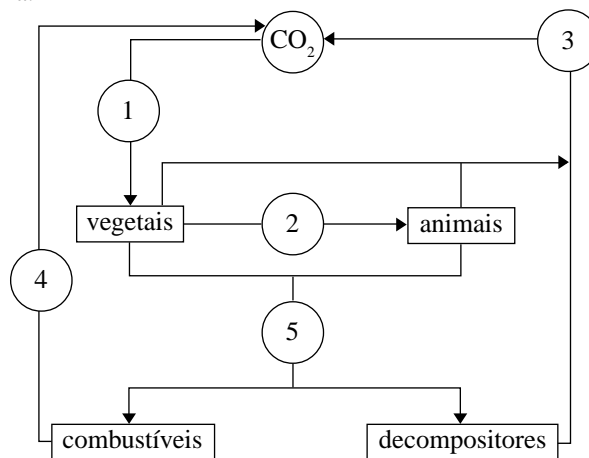 CO2
3
1
vegetais
2
animais
4
5
combustíveis
decompositores